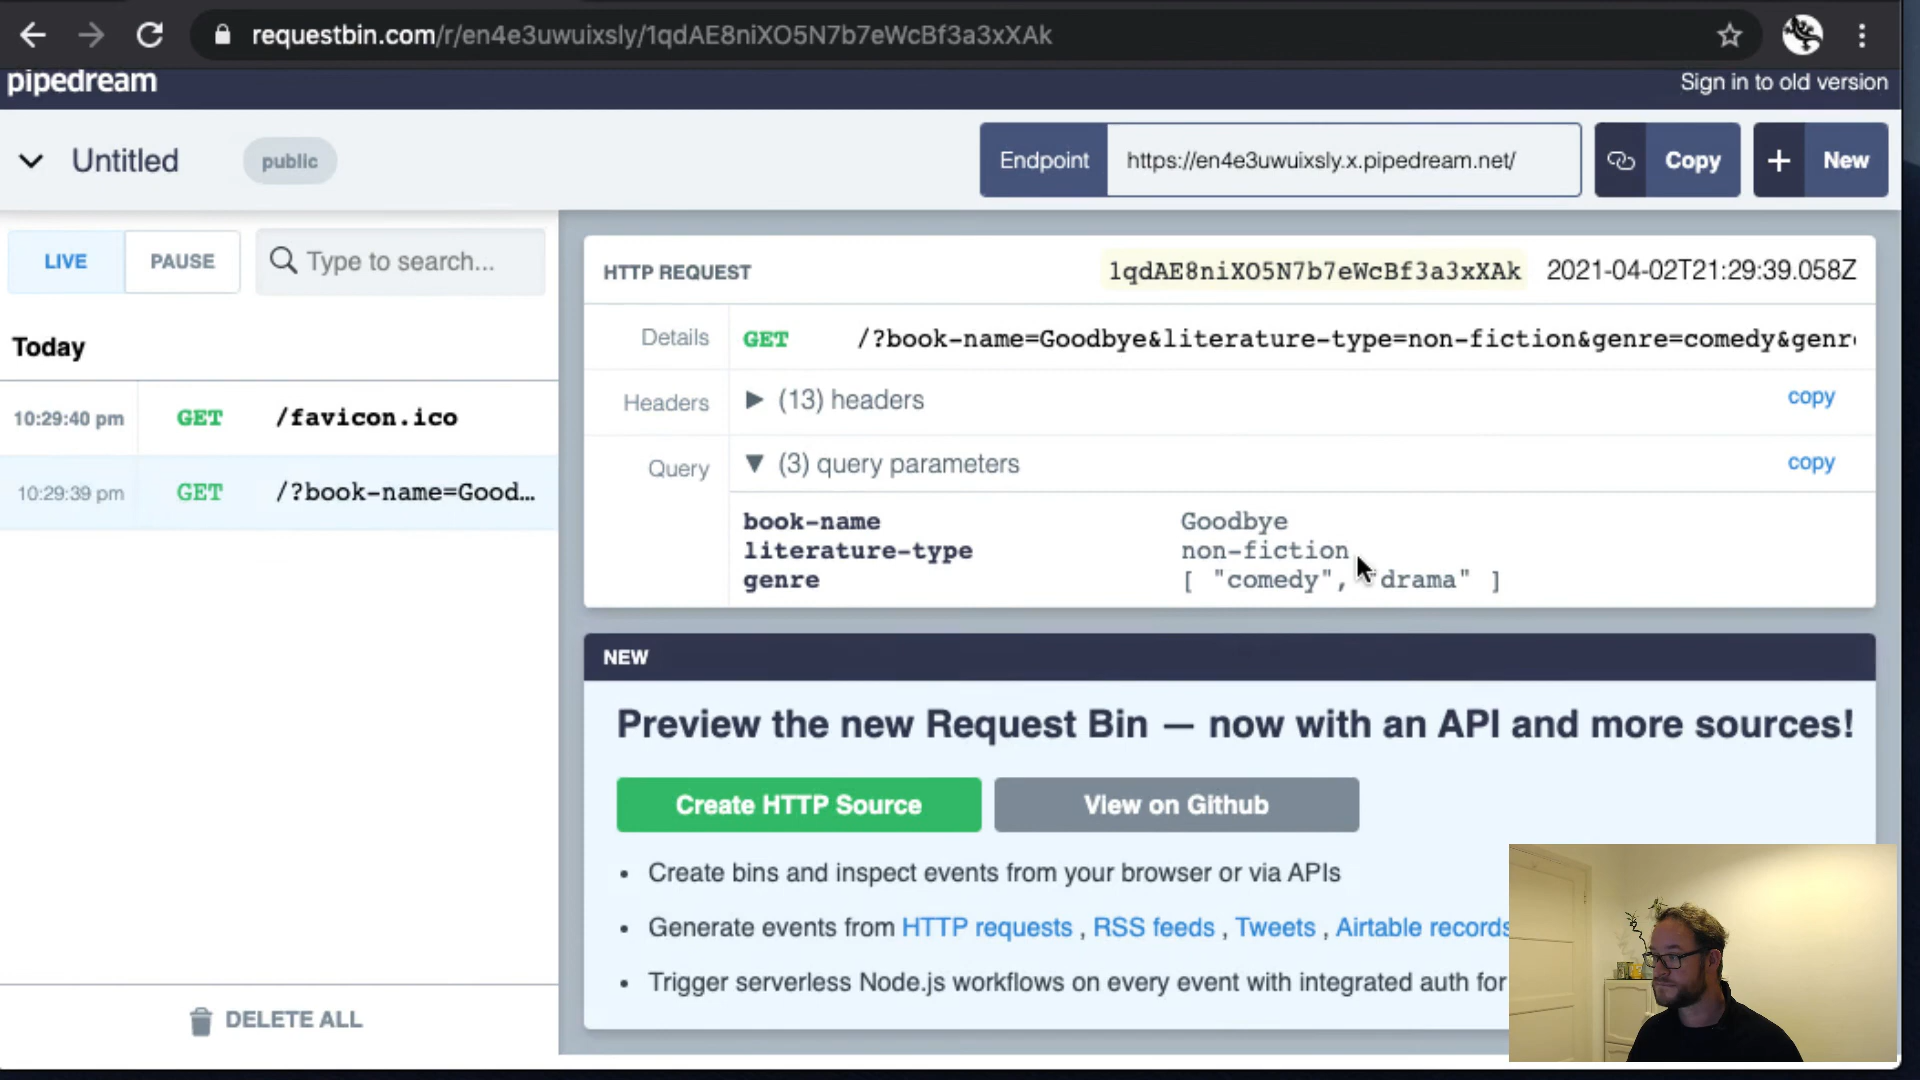 requestbin.com/r/en4e3uwuixsly/1qdAE8niXO5N7b7eWcBf3a3xXAk
pipedream
Sign in to old version
Untitled
public
Endpoint
https://en4e3uwuixsly.x.pipedream.net/
Copy
New
LIVE
PAUSE
Type to search...
Today
10:29:40 pm GET /favicon.ico
10:29:39 pm GET /?book-name=Good...
DELETE ALL
HTTP REQUEST
1qdAE8niXO5N7b7eWcBf3a3xXAk
2021-04-02T21:29:39.058Z
Details GET /?book-name=Goodbye&literature-type=non-fiction&genre=comedy&genr
Headers (13) headers copy
Query (3) query parameters copy
book-name Goodbye
literature-type non-fiction
genre [ "comedy", "drama" ]
NEW
Preview the new Request Bin — now with an API and more sources!
Create HTTP Source
View on Github
• Create bins and inspect events from your browser or via APIs
• Generate events from HTTP requests , RSS feeds , Tweets , Airtable records
• Trigger serverless Node.js workflows on every event with integrated auth for